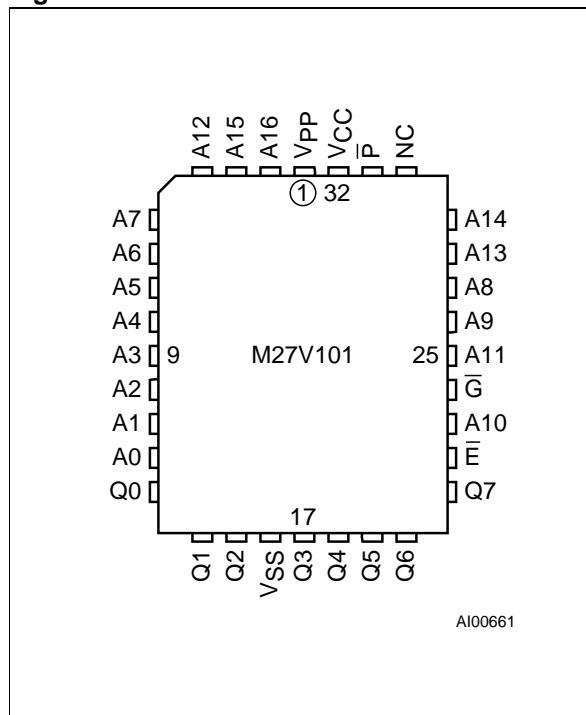 A12 A15 A16 VPP VCC P̅ NC
① 32
A7 A14
A6 A13
A5 A8
A4 A9
A3 9 M27V101 25 A11
A2 G̅
A1 A10
A0 E̅
Q0 Q7
17
Q1 Q2 VSS Q3 Q4 Q5 Q6
AI00661